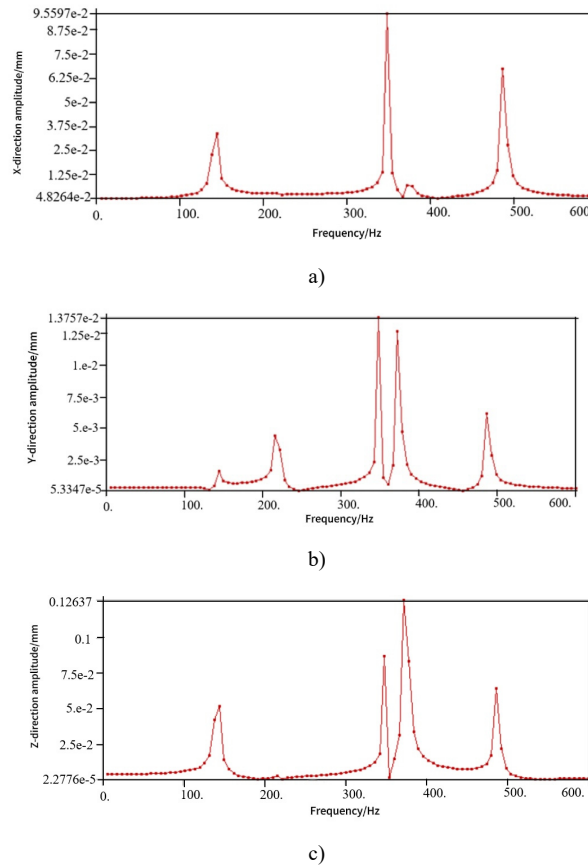 9.5597e-2
8.75e-2
7.5e-2
6.25e-2
5e-2
3.75e-2
2.5e-2
1.25e-2
4.8264e-2
X-direction amplitude/mm
0. 100. 200. 300. 400. 500. 600
Frequency/Hz
a)
1.3757e-2
1.25e-2
1.e-2
7.5e-3
5.e-3
2.5e-3
5.3347e-5
Y-direction amplitude/mm
0. 100. 200. 300. 400. 500. 600.
Frequency/Hz
b)
0.12637
0.1
7.5e-2
5.e-2
2.5e-2
2.2776e-5
Z-direction amplitude/mm
0. 100. 200. 300. 400. 500. 600.
Frequency/Hz
c)